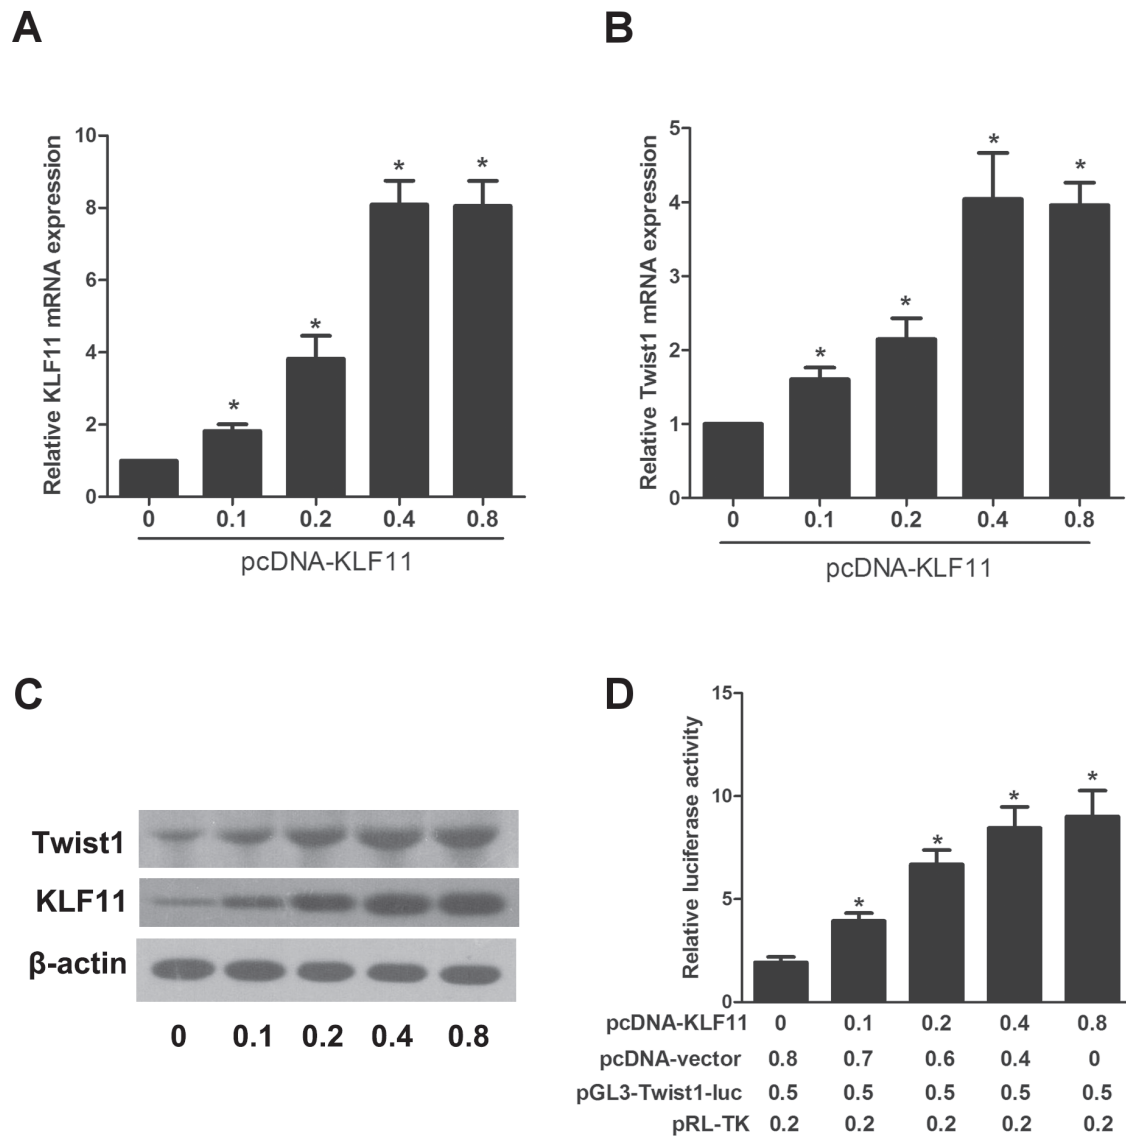 A
Relative KLF11 mRNA expression
10
8
6
4
2
0
*
*
*
*
0 0.1 0.2 0.4 0.8
pcDNA-KLF11
B
Relative Twist1 mRNA expression
5
4
3
2
1
0
*
*
*
*
0 0.1 0.2 0.4 0.8
pcDNA-KLF11
C
Twist1
KLF11
β-actin
0 0.1 0.2 0.4 0.8
D
Relative luciferase activity
15
10
5
0
*
*
*
*
pcDNA-KLF11 0 0.1 0.2 0.4 0.8
pcDNA-vector 0.8 0.7 0.6 0.4 0
pGL3-Twist1-luc 0.5 0.5 0.5 0.5 0.5
pRL-TK 0.2 0.2 0.2 0.2 0.2